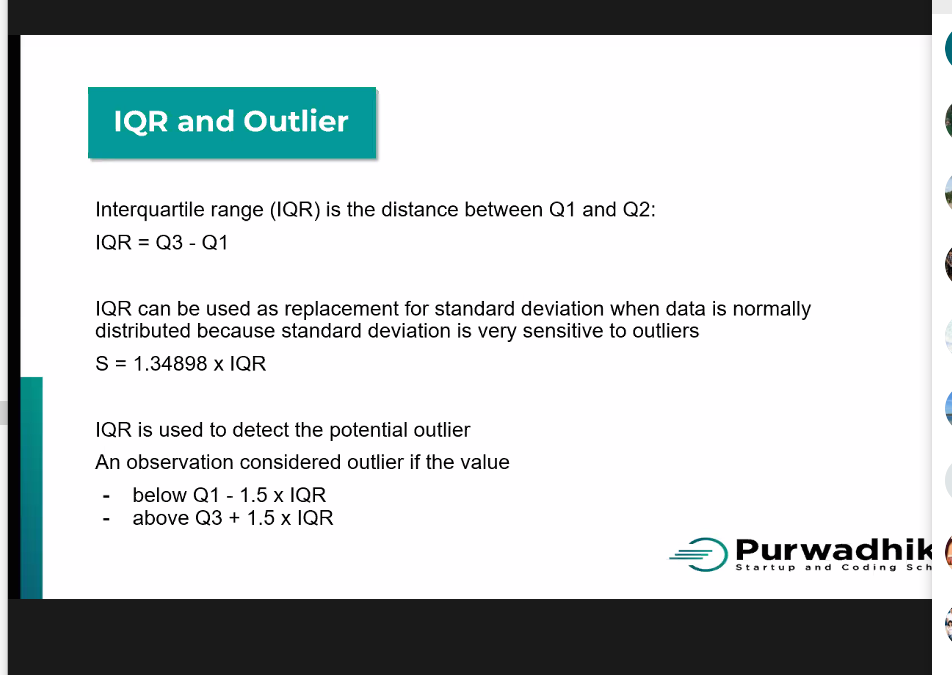 IQR and Outlier
Interquartile range (IQR) is the distance between Q1 and Q2:
IQR = Q3 - Q1
IQR can be used as replacement for standard deviation when data is normally
distributed because standard deviation is very sensitive to outliers
S = 1.34898 x IQR
IQR is used to detect the potential outlier
An observation considered outlier if the value
- below Q1 - 1.5 x IQR
- above Q3 + 1.5 x IQR
Purwadhik
Startup and Coding Sch